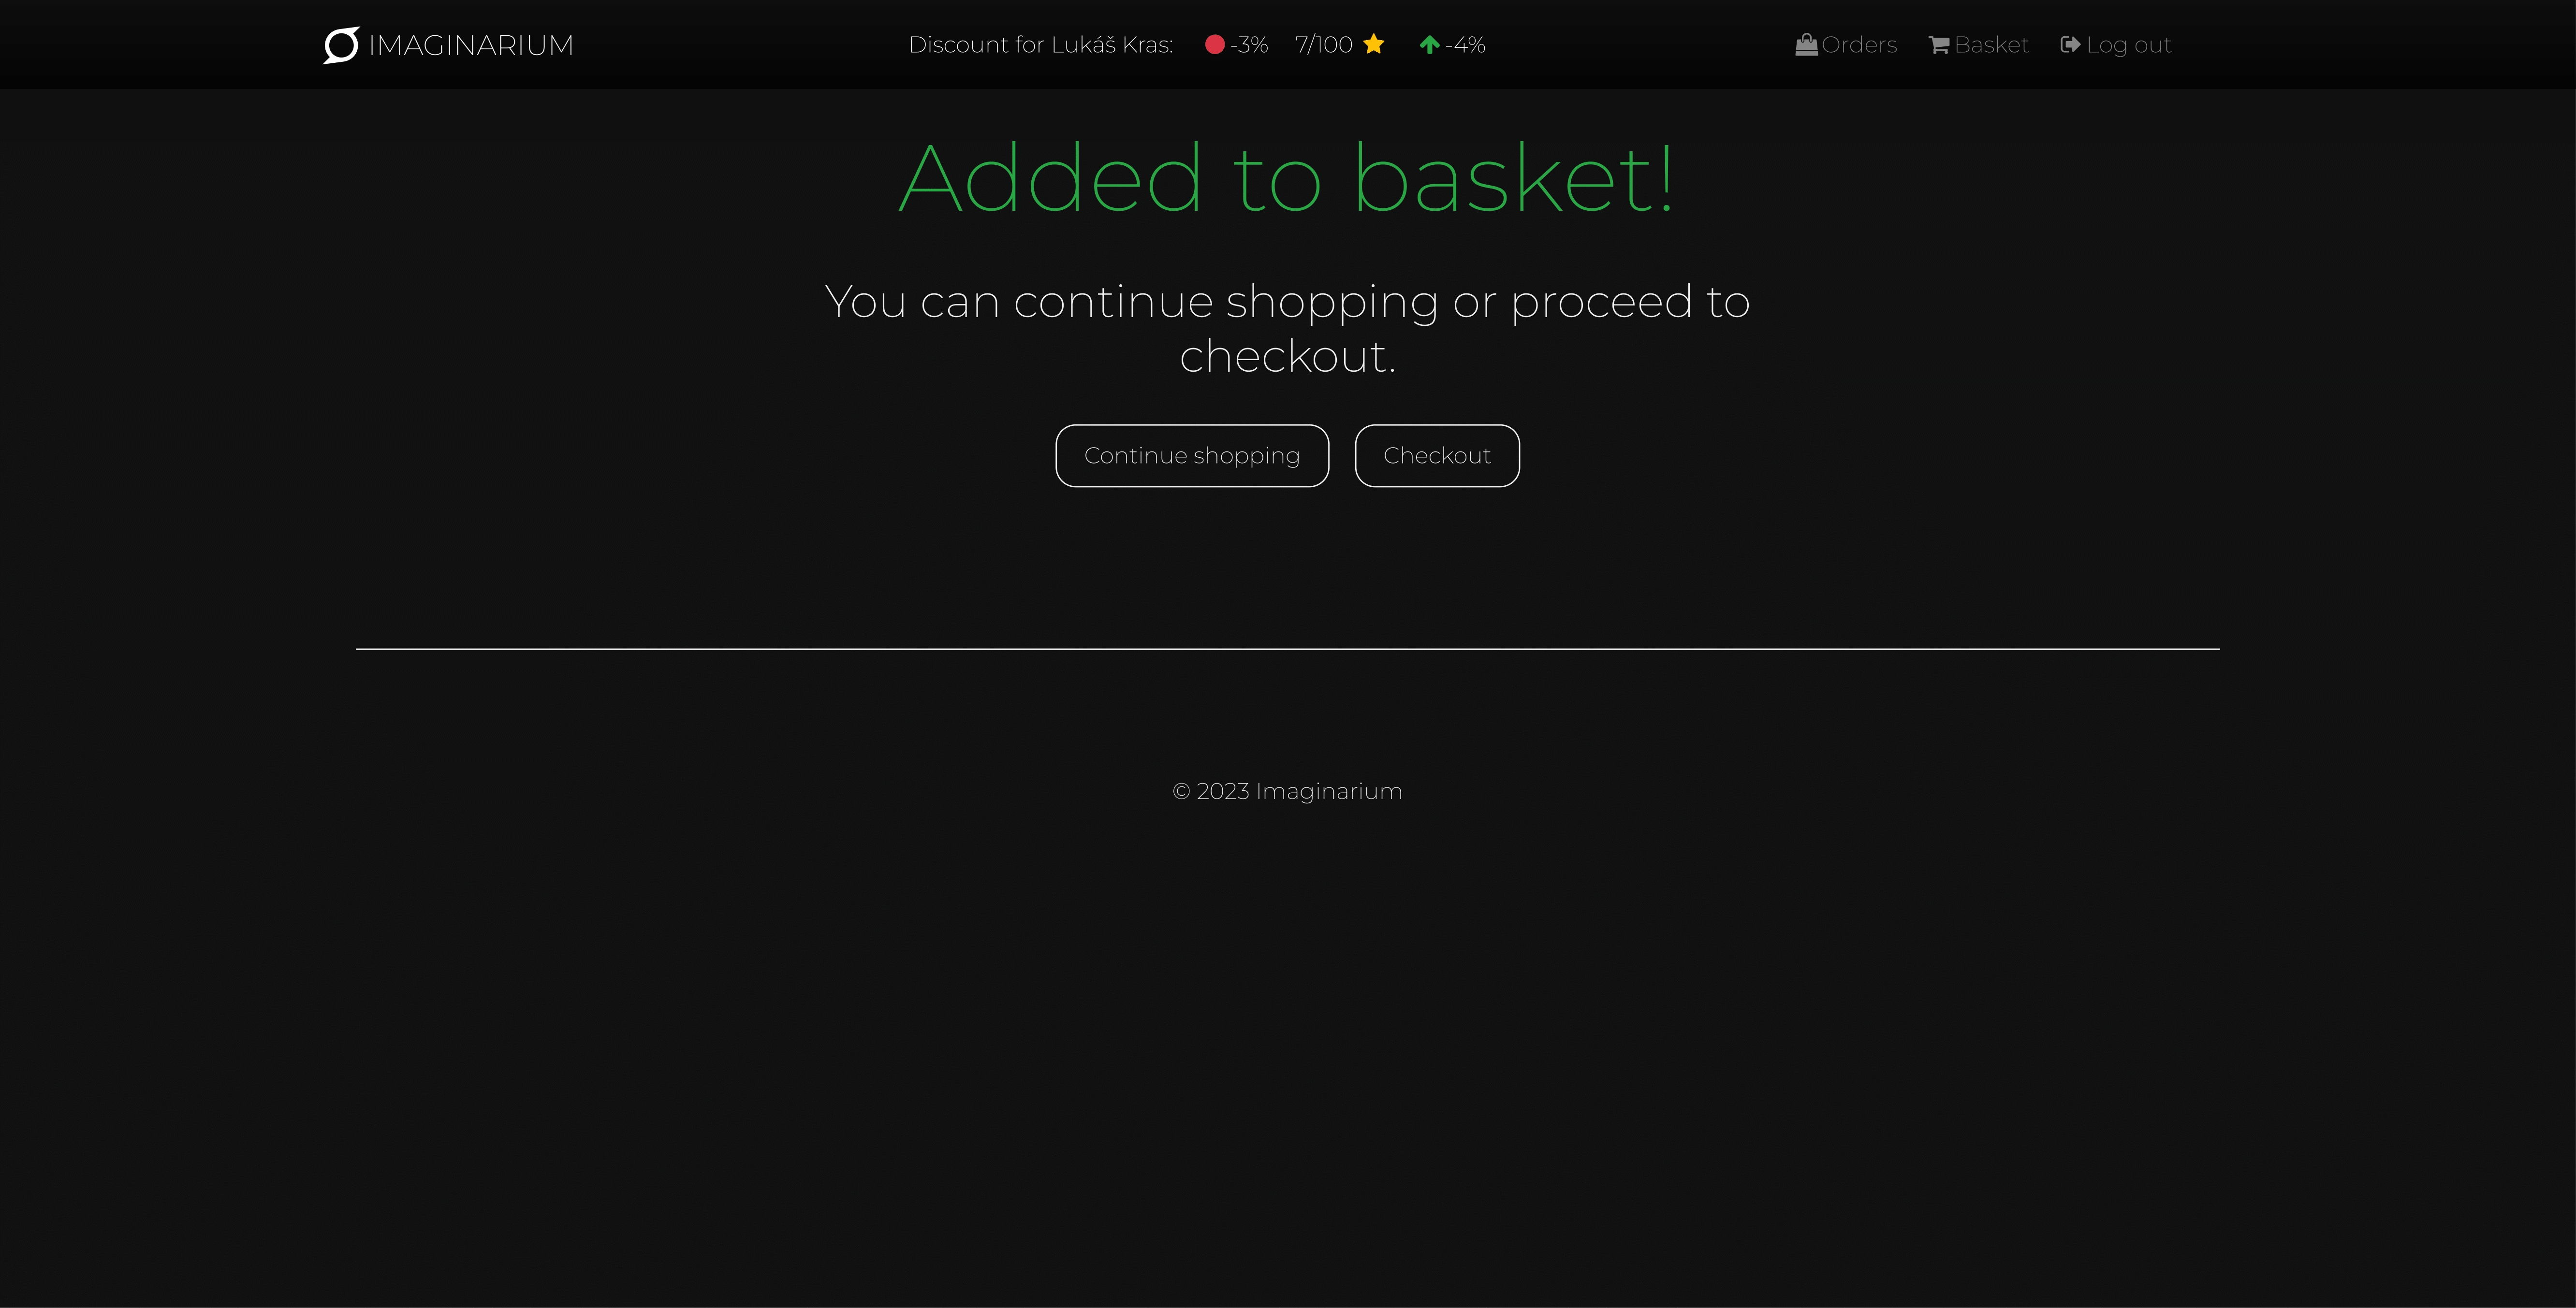 IMAGINARIUM
Discount for Lukáš Kras: -3% 7/100 -4%
Orders Basket Log out
Added to basket!
You can continue shopping or proceed to
checkout.
Continue shopping Checkout
© 2023 Imaginarium